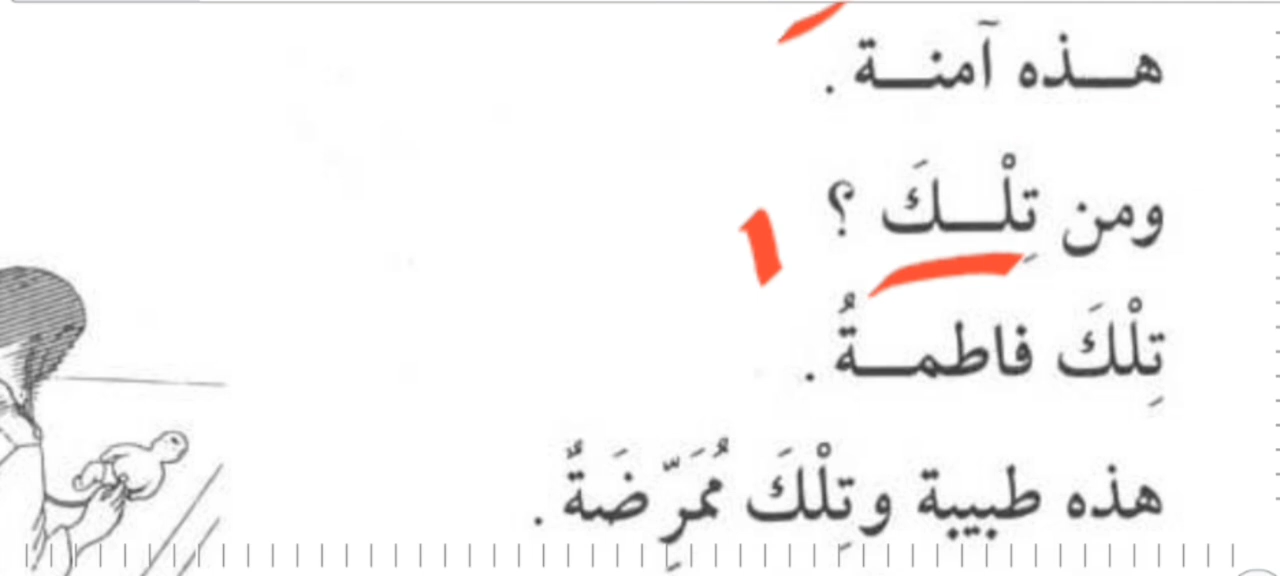 هـــذه آمنـــة .
ومن تِلْـــكَ ؟
تِلْكَ فاطمـــةُ .
هذه طبيبة وتِلْكَ مُمَرِّضَةٌ .